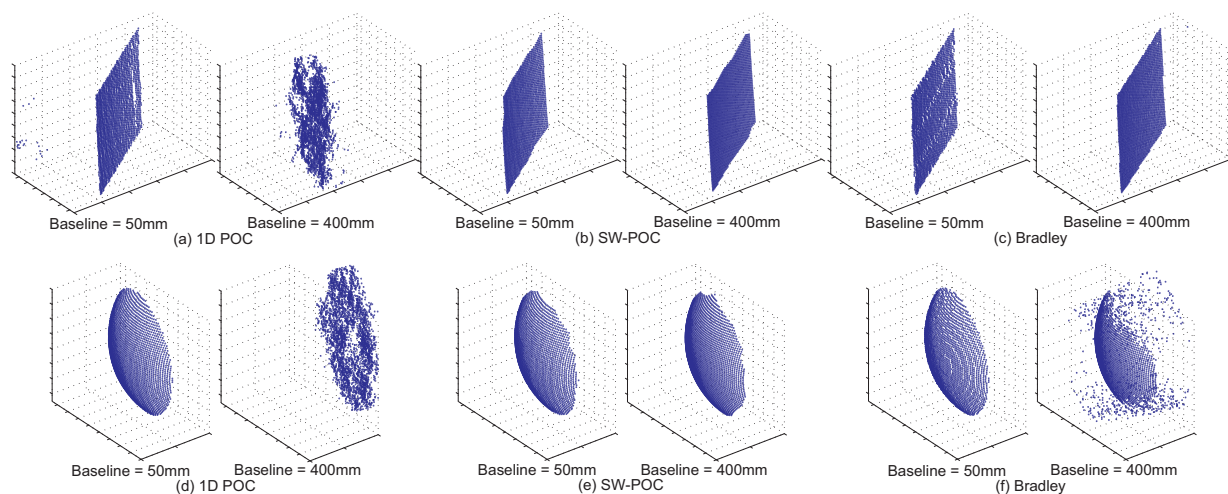 Baseline = 50mm
Baseline = 400mm
(a) 1D POC
Baseline = 50mm
Baseline = 400mm
(b) SW-POC
Baseline = 50mm
Baseline = 400mm
(c) Bradley
Baseline = 50mm
Baseline = 400mm
(d) 1D POC
Baseline = 50mm
Baseline = 400mm
(e) SW-POC
Baseline = 50mm
Baseline = 400mm
(f) Bradley